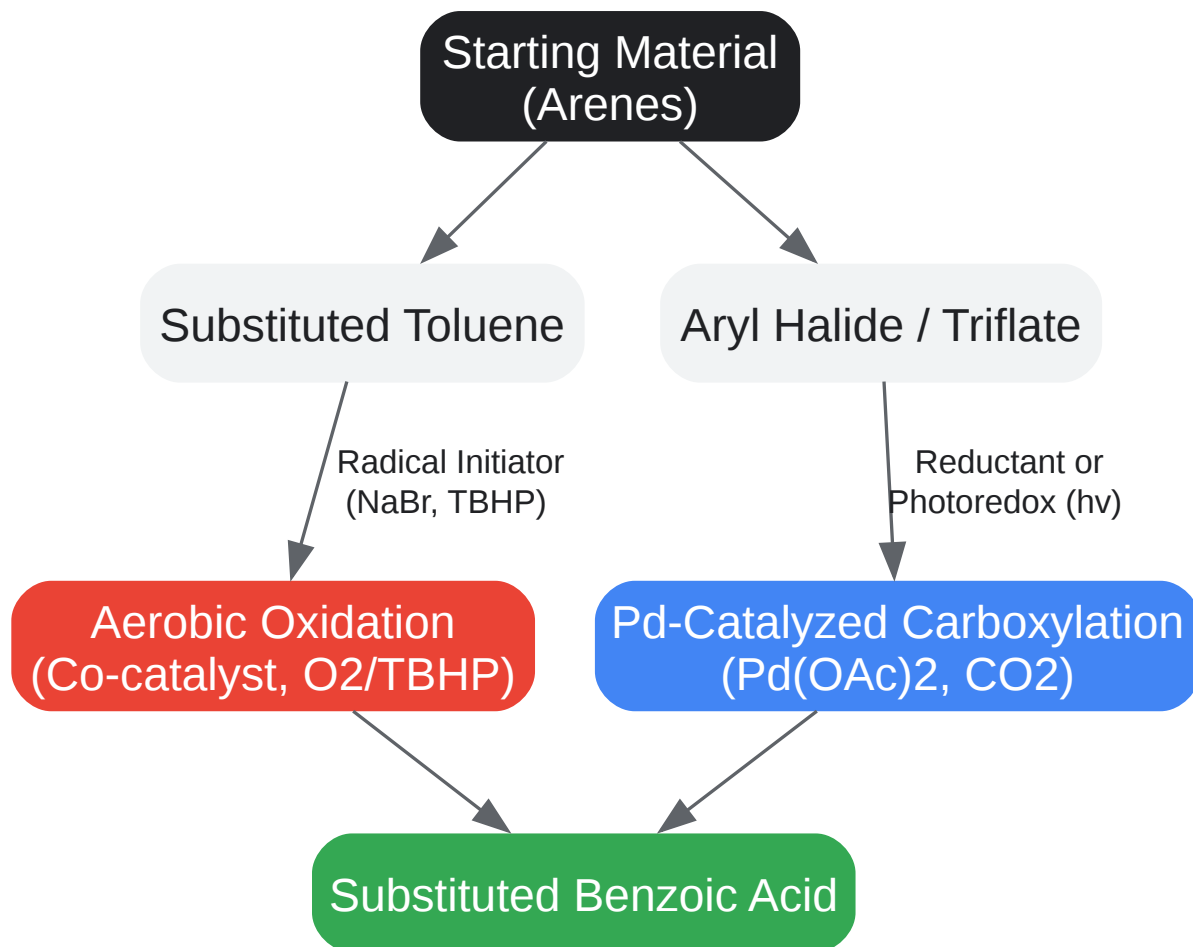 Starting Material
(Arenes)
Substituted Toluene
Aryl Halide / Triflate
Radical Initiator
(NaBr, TBHP)
Reductant or
Photoredox (hv)
Aerobic Oxidation
(Co-catalyst, O2/TBHP)
Pd-Catalyzed Carboxylation
(Pd(OAc)2, CO2)
Substituted Benzoic Acid